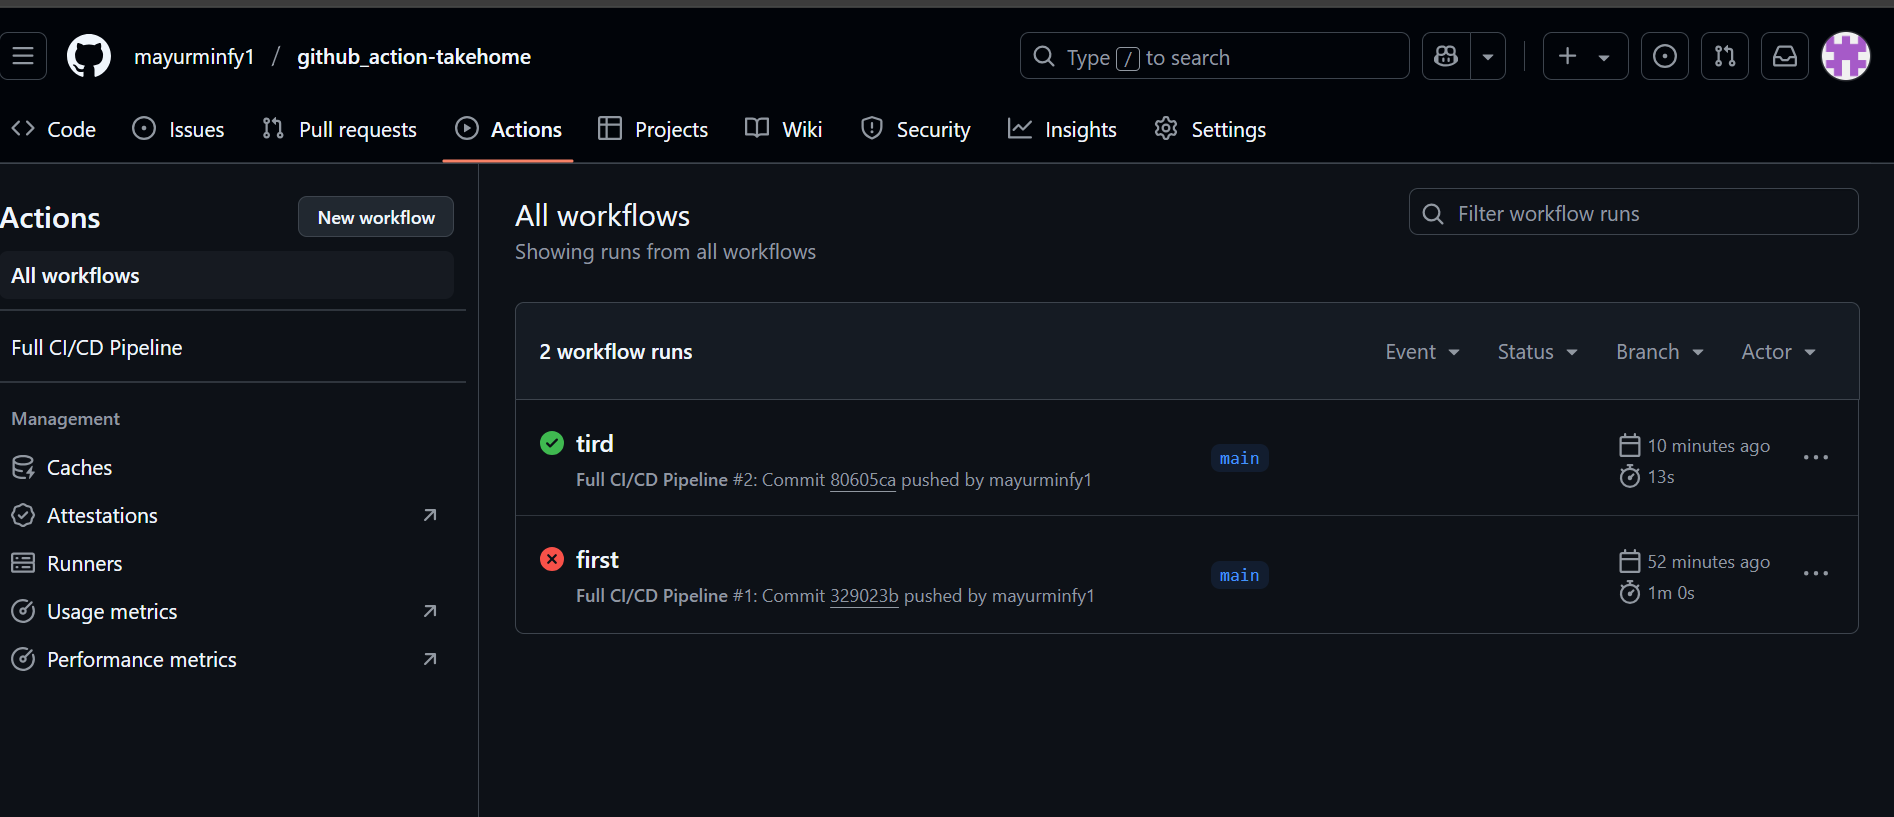 mayurminfy1 / github_action-takehome
Type / to search
Code Issues Pull requests Actions Projects Wiki Security Insights Settings
Actions
New workflow
All workflows
Full CI/CD Pipeline
Management
Caches
Attestations
Runners
Usage metrics
Performance metrics
All workflows
Showing runs from all workflows
Filter workflow runs
2 workflow runs
Event Status Branch Actor
tird
Full CI/CD Pipeline #2: Commit 80605ca pushed by mayurminfy1
main
10 minutes ago
13s
first
Full CI/CD Pipeline #1: Commit 329023b pushed by mayurminfy1
main
52 minutes ago
1m 0s